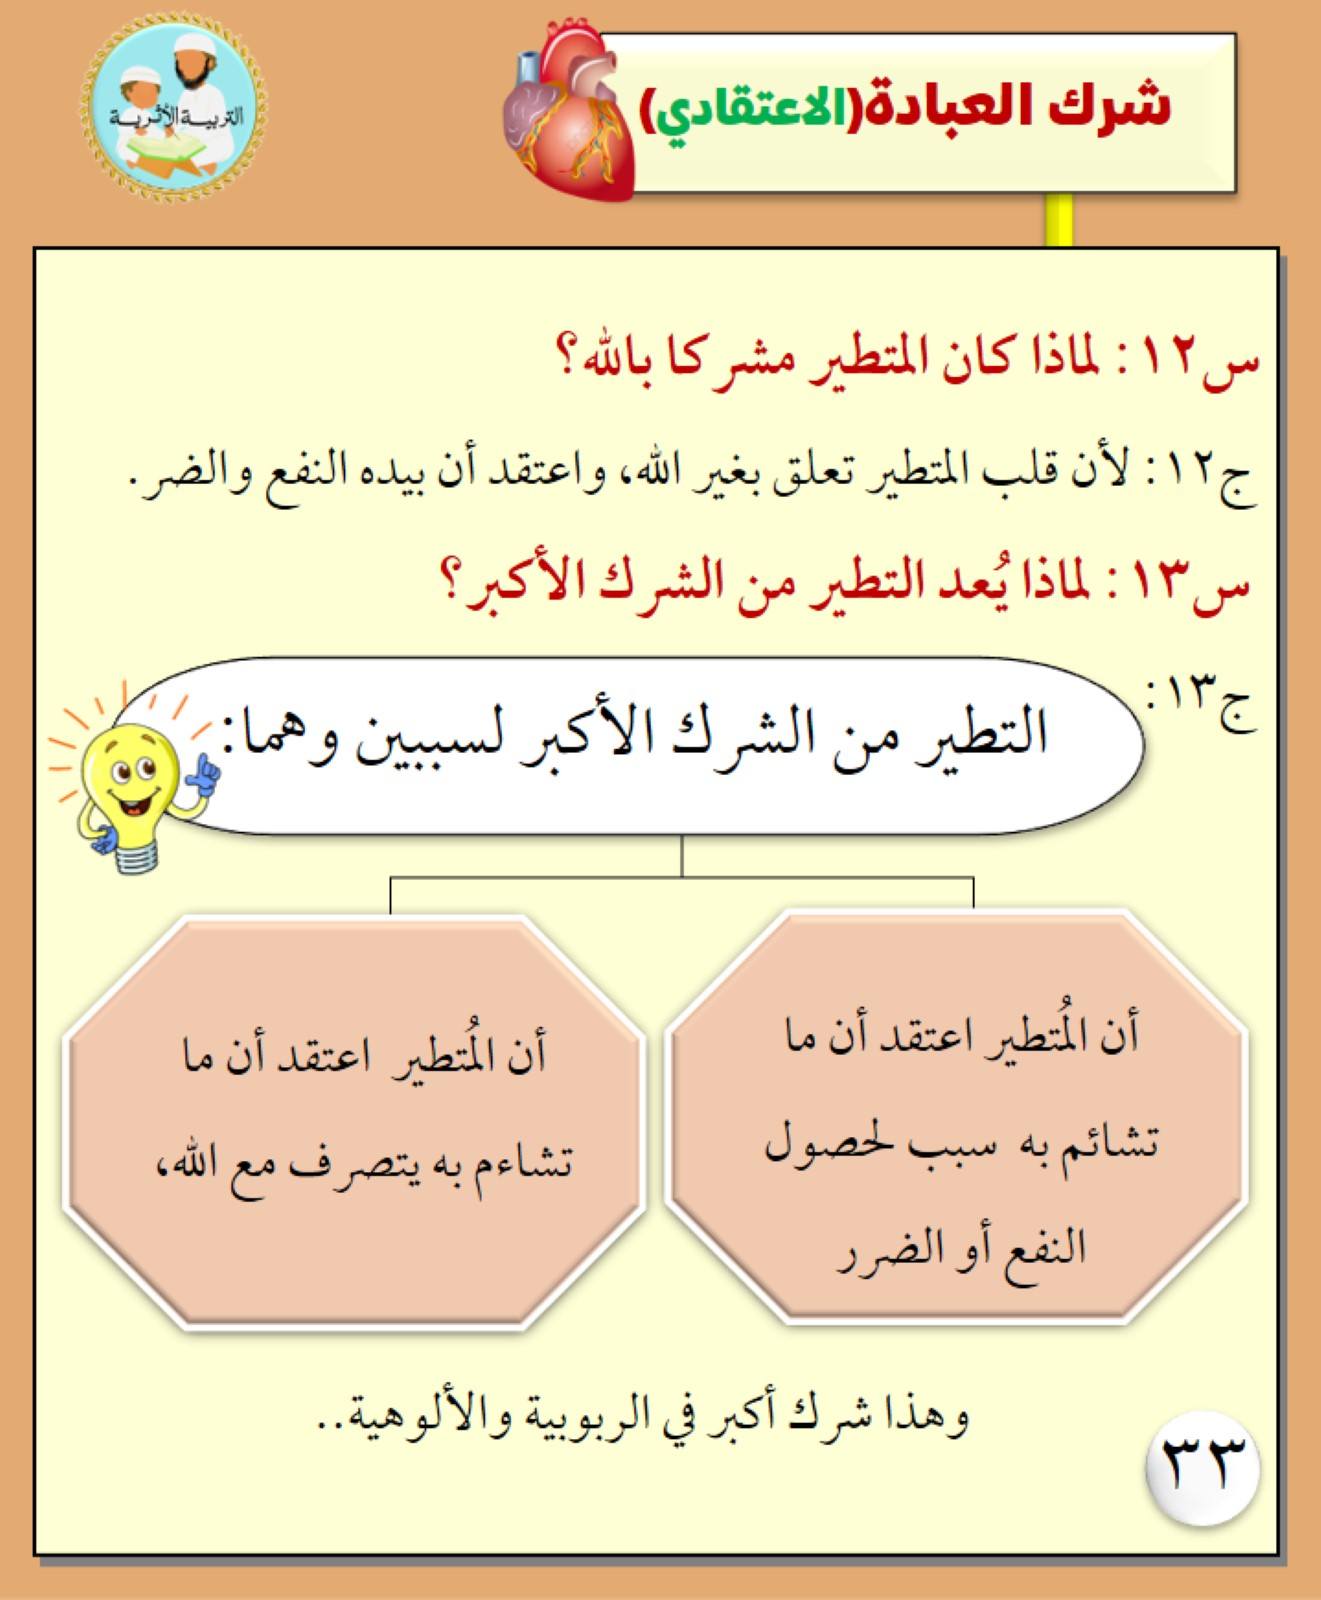 التربيــة الأثريــة
شرك العبادة(الاعتقادي)
س١٢: لماذا كان المتطير مشركا بالله؟
ج١٢: لأن قلب المتطير تعلق بغير الله، واعتقد أن بيده النفع والضر.
س١٣: لماذا يُعد التطير من الشرك الأكبر؟
ج١٣:
التطير من الشرك الأكبر لسببين وهما:
أن المُتطير اعتقد أن ما
تشائم به سبب لحصول
النفع أو الضرر
أن المُتطير اعتقد أن ما
تشاءم به يتصرف مع الله،
وهذا شرك أكبر في الربوبية والألوهية..
٣٣